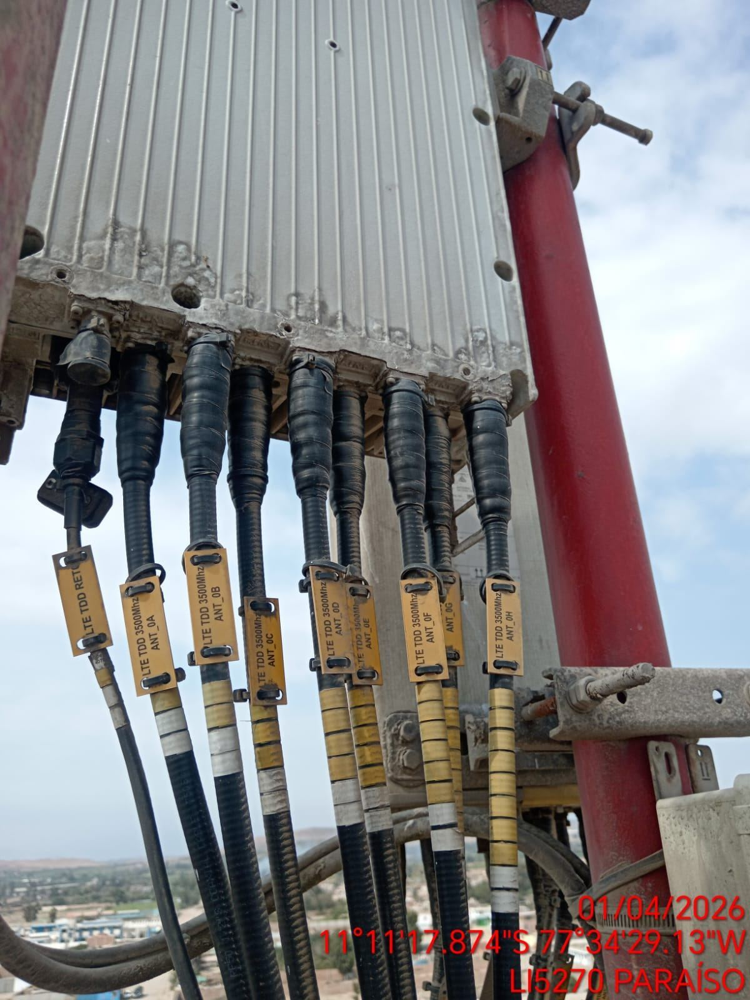 LTE TDD RET
LTE TDD 3500Mhz
ANT_0A
LTE TDD 3500Mhz
ANT_0B
LTE TDD 3500Mhz
ANT_0C
LTE TDD 3500Mhz
ANT_0D
LTE TDD 3500M
ANT_0E
LTE TDD 3500Mhz
ANT_0F
ANT_0G
LTE TDD 3500Mhz
ANT_0H
01/04/2026
11°11'17.874"S 77°34'29.13"W
LI5270 PARAÍSO